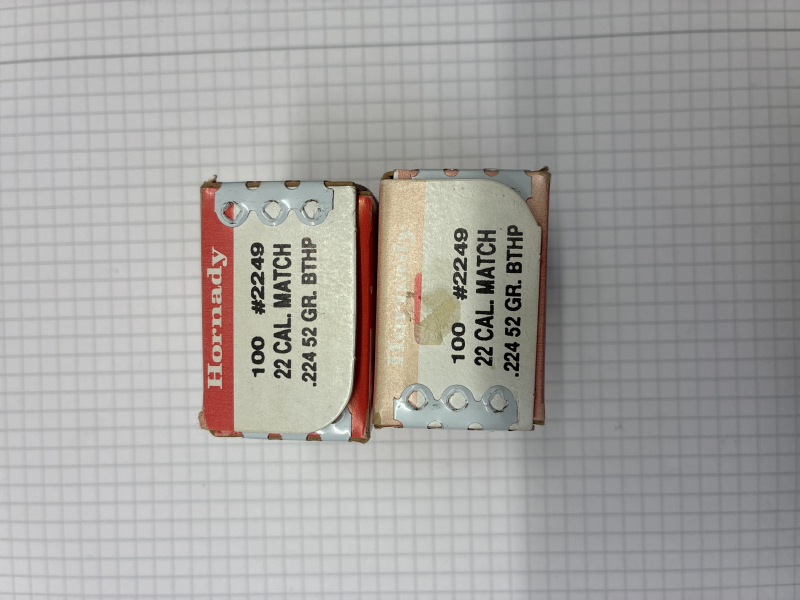 Hornady
100 #2249
22 CAL. MATCH
.224 52 GR. BTHP
Hornady
100 #2249
22 CAL. MATCH
.224 52 GR. BTHP